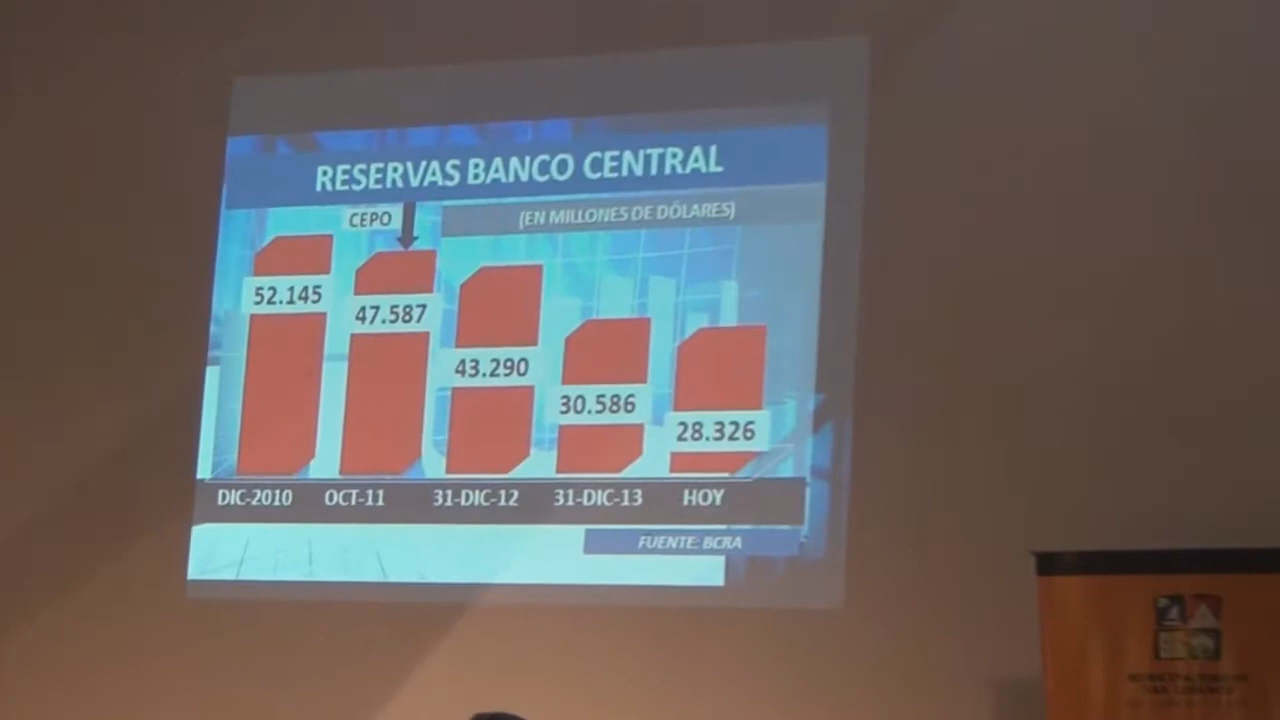 RESERVAS BANCO CENTRAL
CEPO
(EN MILLONES DE DÓLARES)
52.145
47.587
43.290
30.586
28.326
DIC-2010
OCT-11
31-DIC-12
31-DIC-13
HOY
FUENTE: BCRA